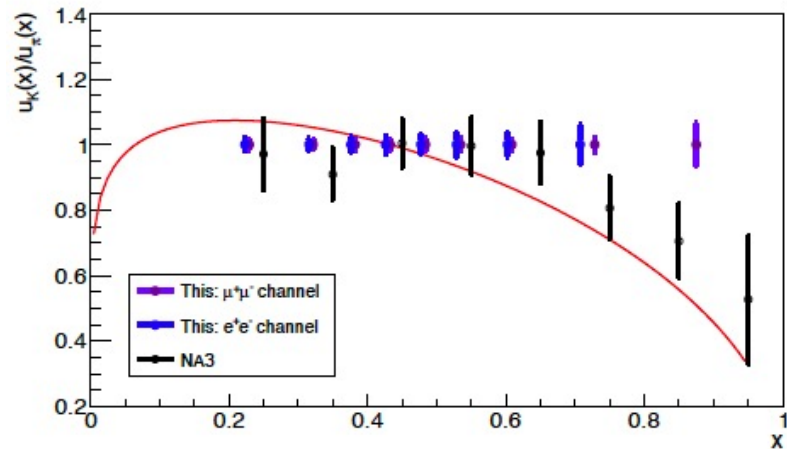 u_K(x)/u_π(x)
1.4
1.2
1
0.8
0.6
0.4
0.2
This: μ⁺μ⁻ channel
This: e⁺e⁻ channel
NA3
0 0.2 0.4 0.6 0.8 1
x